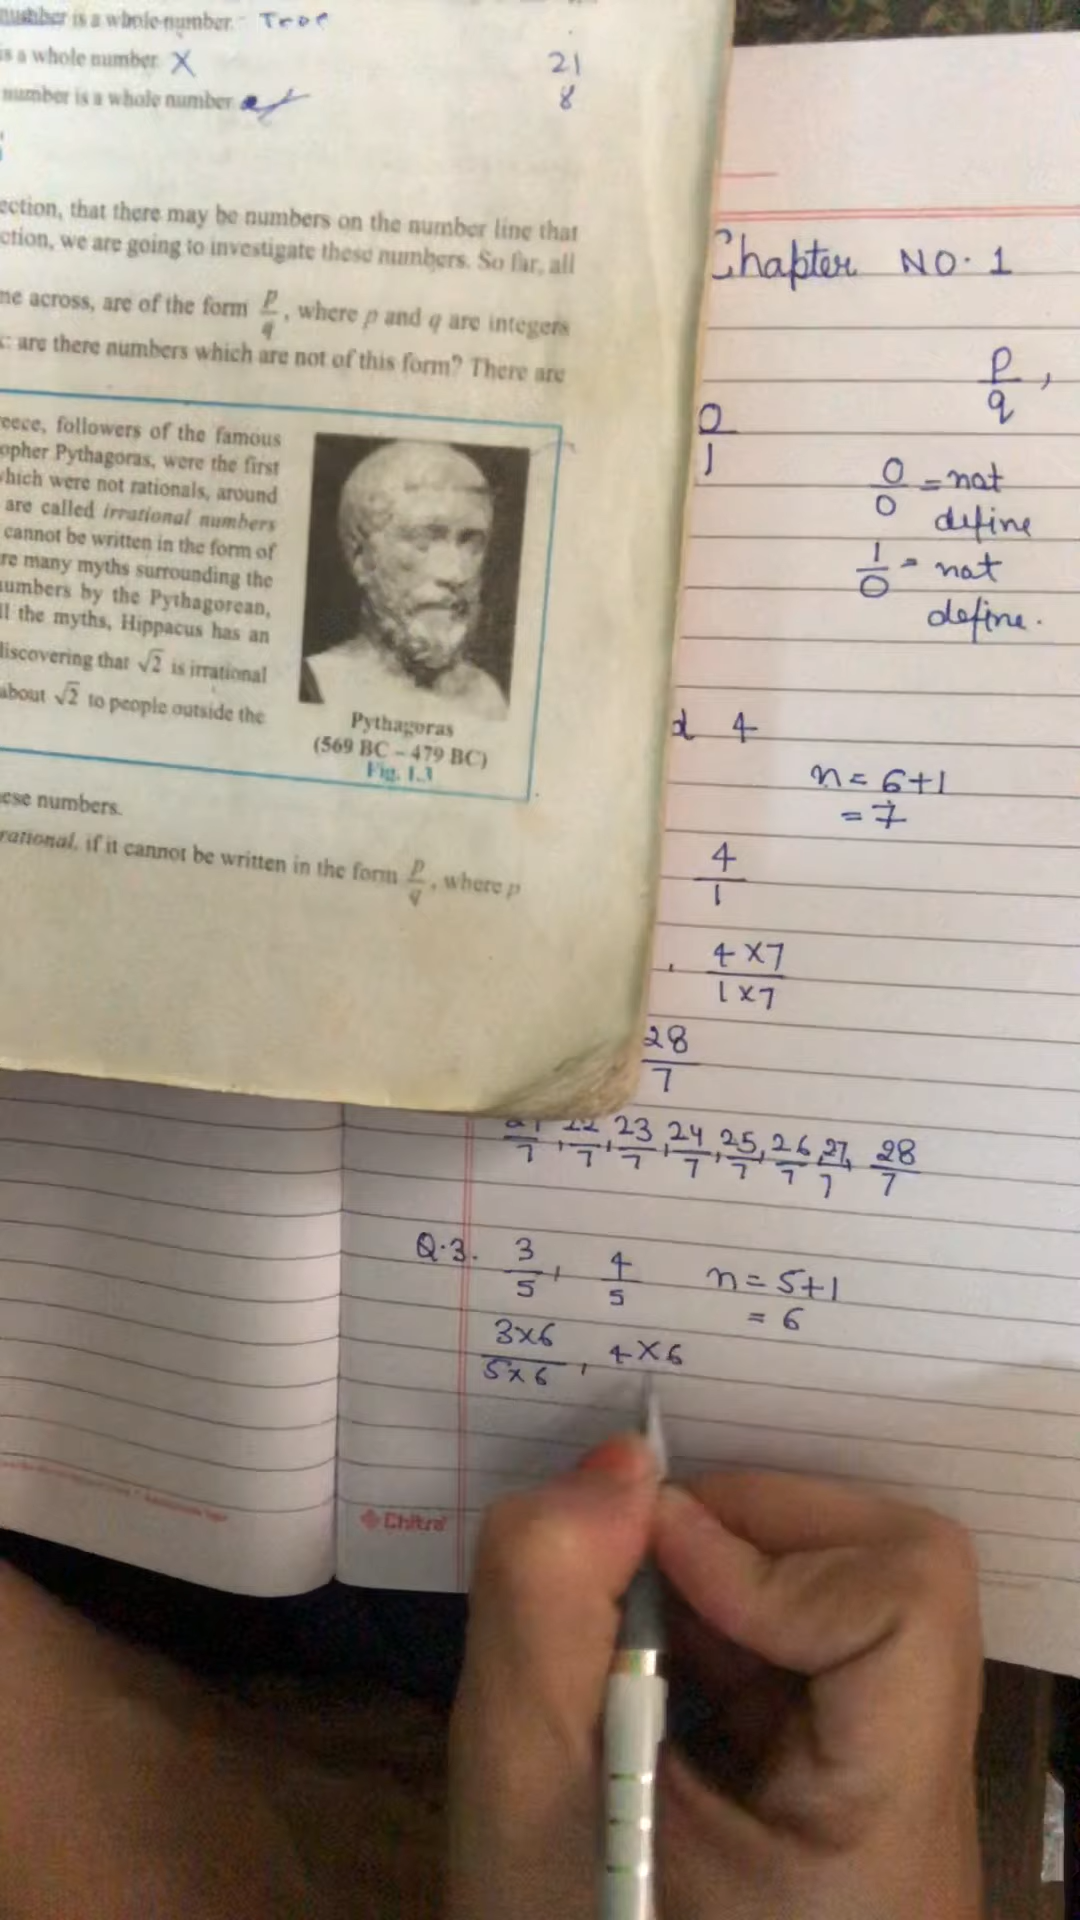 number is a whole number. True
is a whole number X
number is a whole number
21
8
ection, that there may be numbers on the number line that
ction, we are going to investigate these numbers. So far, all
me across, are of the form p/q, where p and q are integers
: are there numbers which are not of this form? There are
eece, followers of the famous
opher Pythagoras, were the first
which were not rationals, around
are called irrational numbers
cannot be written in the form of
re many myths surrounding the
umbers by the Pythagorean,
ll the myths, Hippacus has an
liscovering that √2 is irrational
about √2 to people outside the
Pythagoras
(569 BC – 479 BC)
Fig. 1.3
ese numbers.
rational, if it cannot be written in the form p/q, where p
Chapter NO. 1
p/q,
0/1
0/0 = not
define
1/0 = not
define.
d 4
n = 6+1
= 7
4/1
, 4×7/1×7
28/7
21/7, 22/7, 23/7, 24/7, 25/7, 26/7, 27/7, 28/7
Q.3. 3/5, 4/5 n = 5+1
= 6
3×6/5×6, 4×6
Chitra